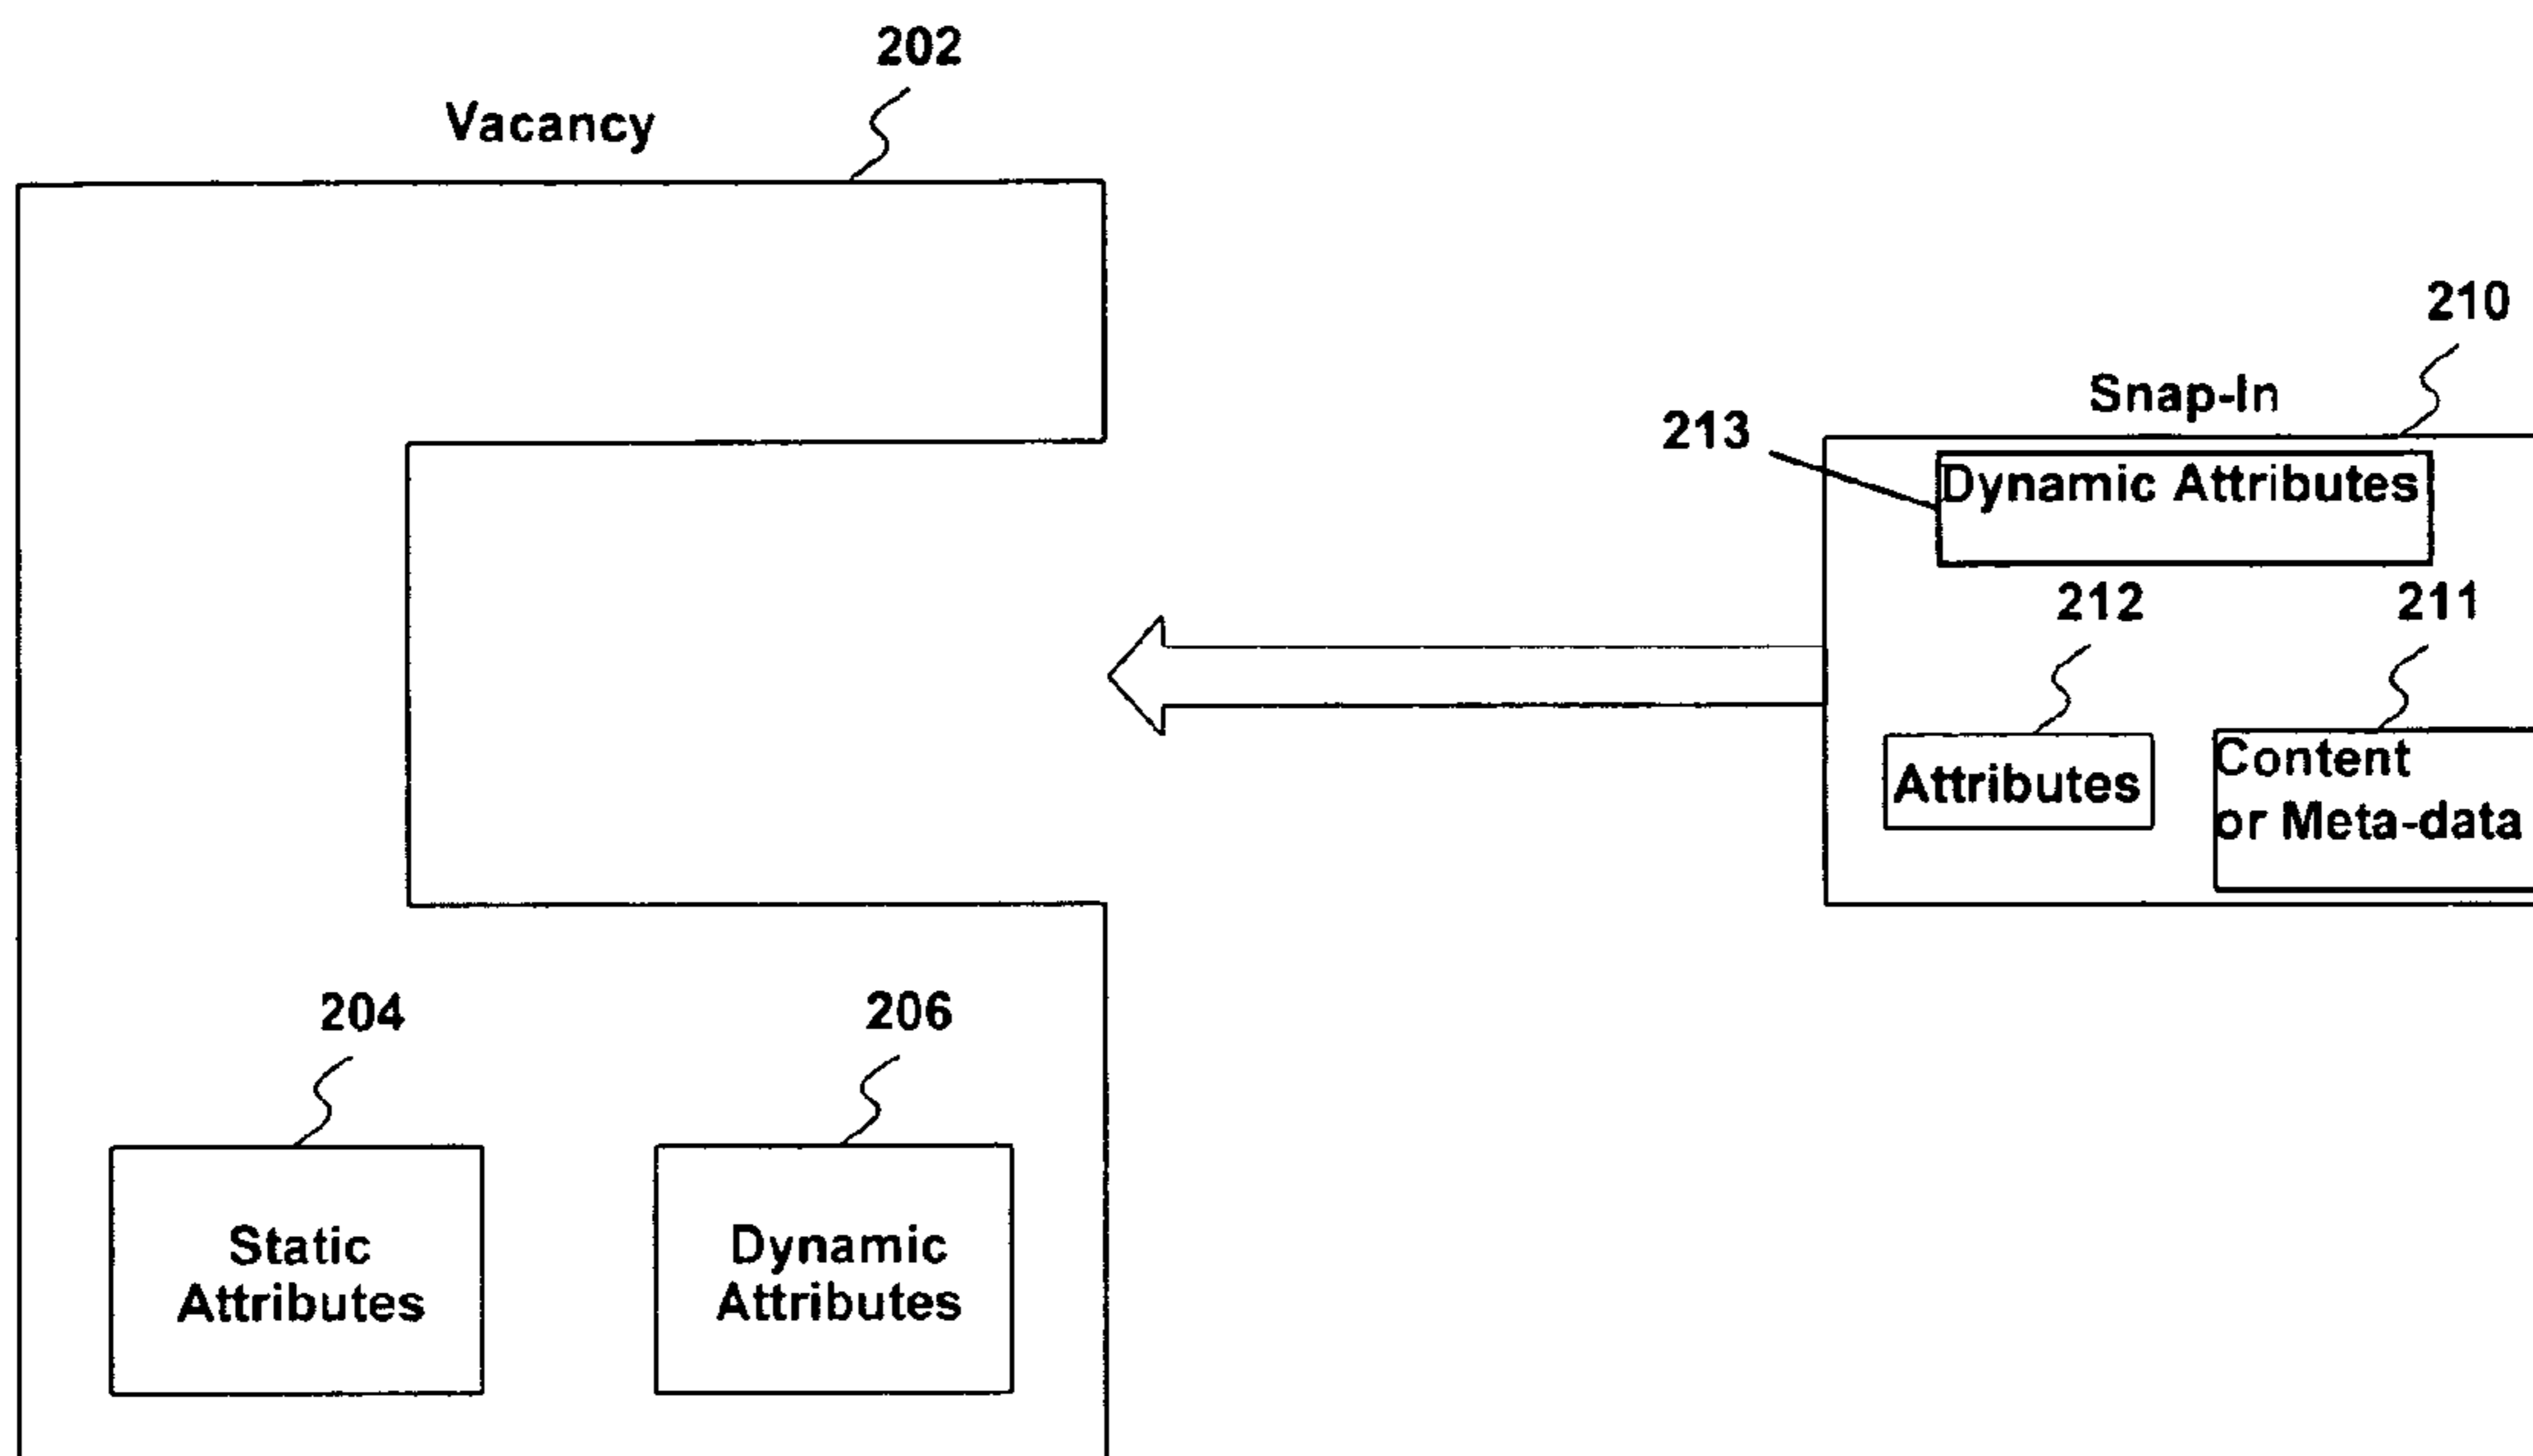 202
Vacancy
210
Snap-In
213
Dynamic Attributes
212
211
Attributes
Content
or Meta-data
204
206
Static
Attributes
Dynamic
Attributes